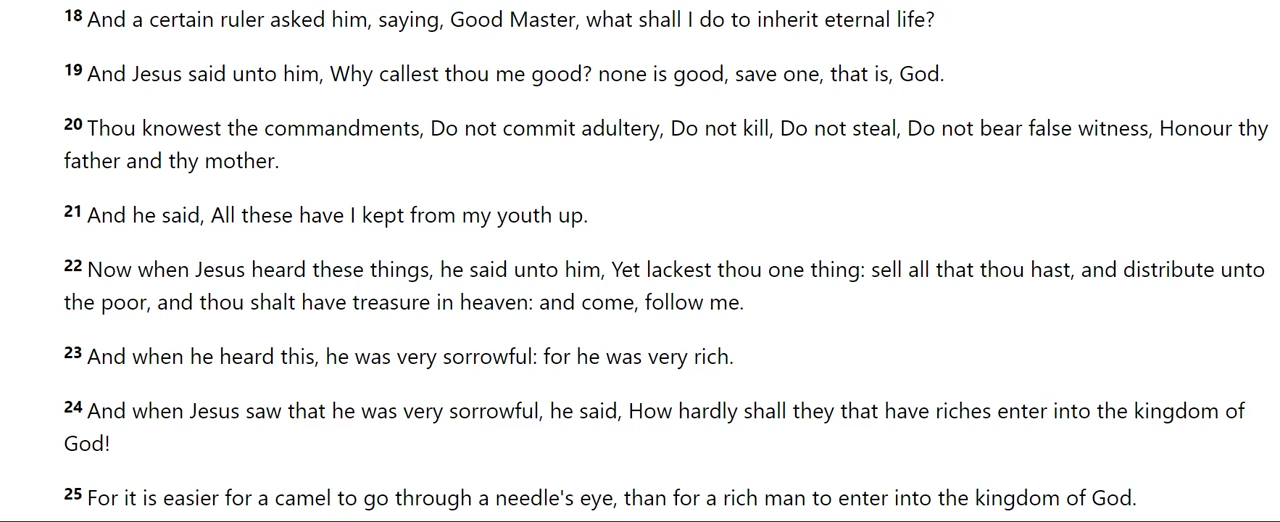 18 And a certain ruler asked him, saying, Good Master, what shall I do to inherit eternal life?
19 And Jesus said unto him, Why callest thou me good? none is good, save one, that is, God.
20 Thou knowest the commandments, Do not commit adultery, Do not kill, Do not steal, Do not bear false witness, Honour thy
father and thy mother.
21 And he said, All these have I kept from my youth up.
22 Now when Jesus heard these things, he said unto him, Yet lackest thou one thing: sell all that thou hast, and distribute unto
the poor, and thou shalt have treasure in heaven: and come, follow me.
23 And when he heard this, he was very sorrowful: for he was very rich.
24 And when Jesus saw that he was very sorrowful, he said, How hardly shall they that have riches enter into the kingdom of
God!
25 For it is easier for a camel to go through a needle's eye, than for a rich man to enter into the kingdom of God.